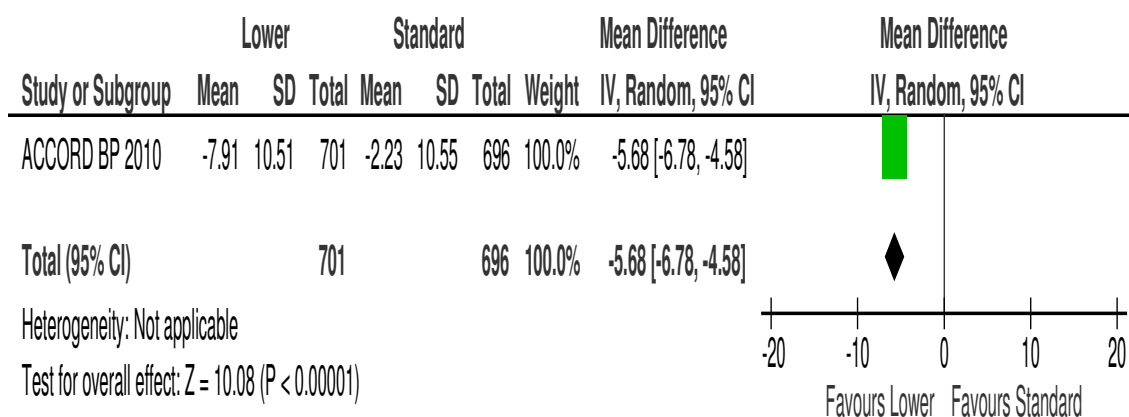 Lower Standard Mean Difference Mean Difference
Study or Subgroup Mean SD Total Mean SD Total Weight IV, Random, 95% CI IV, Random, 95% CI
ACCORD BP 2010 -7.91 10.51 701 -2.23 10.55 696 100.0% -5.68 [-6.78, -4.58]
Total (95% CI) 701 696 100.0% -5.68 [-6.78, -4.58]
Heterogeneity: Not applicable
Test for overall effect: Z = 10.08 (P < 0.00001)
-20 -10 0 10 20
Favours Lower Favours Standard